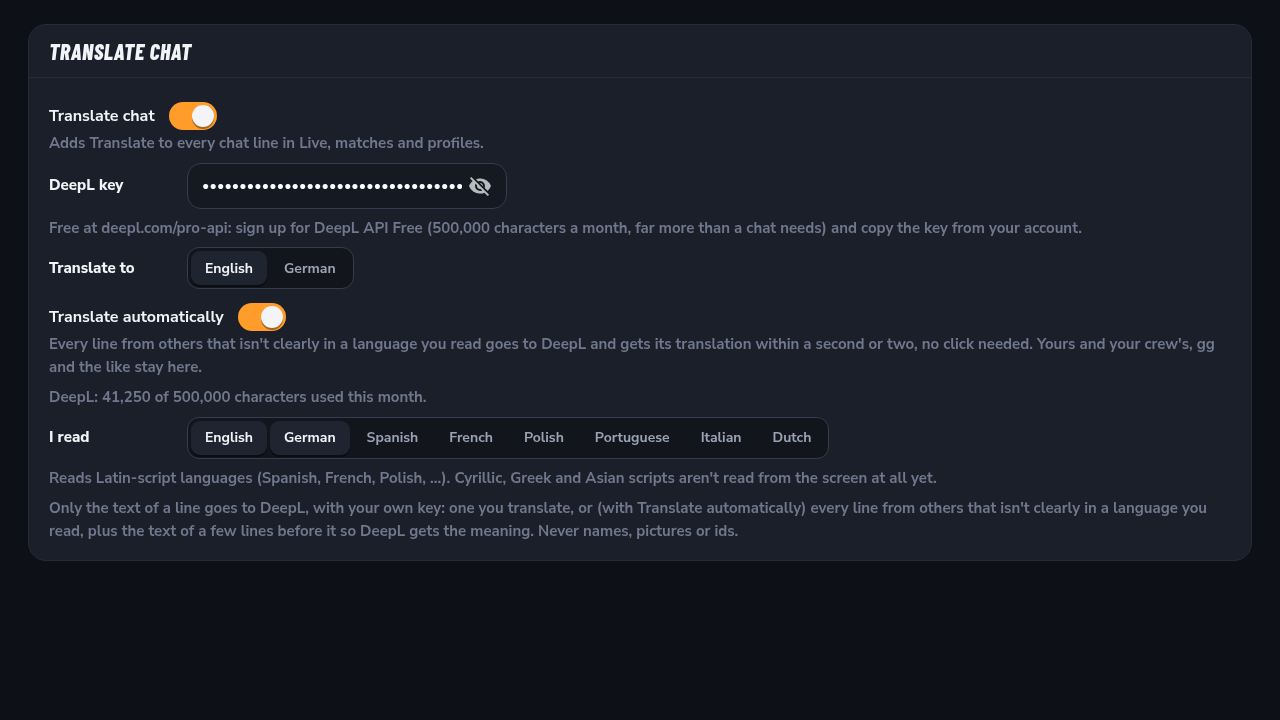 TRANSLATE CHAT
Translate chat
Adds Translate to every chat line in Live, matches and profiles.
DeepL key
••••••••••••••••••••••••••••••••••••
Free at deepl.com/pro-api: sign up for DeepL API Free (500,000 characters a month, far more than a chat needs) and copy the key from your account.
Translate to English German
Translate automatically
Every line from others that isn't clearly in a language you read goes to DeepL and gets its translation within a second or two, no click needed. Yours and your crew's, gg
and the like stay here.
DeepL: 41,250 of 500,000 characters used this month.
I read English German Spanish French Polish Portuguese Italian Dutch
Reads Latin-script languages (Spanish, French, Polish, ...). Cyrillic, Greek and Asian scripts aren't read from the screen at all yet.
Only the text of a line goes to DeepL, with your own key: one you translate, or (with Translate automatically) every line from others that isn't clearly in a language you
read, plus the text of a few lines before it so DeepL gets the meaning. Never names, pictures or ids.